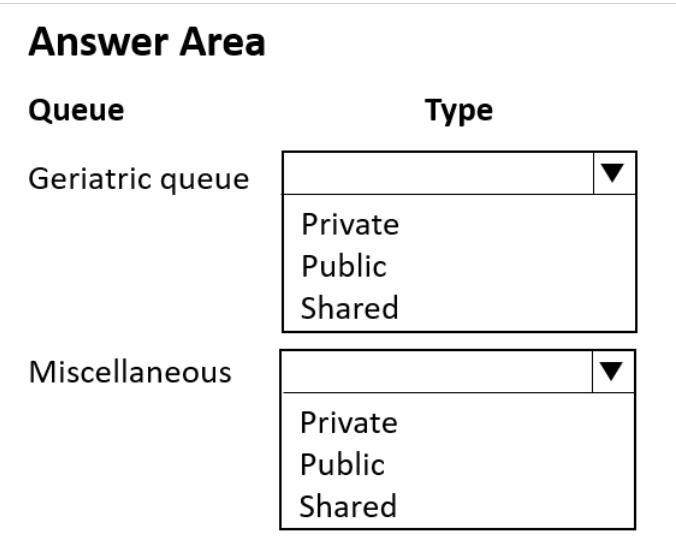 Answer Area
Queue Type
Geriatric queue
Private
Public
Shared
Miscellaneous
Private
Public
Shared